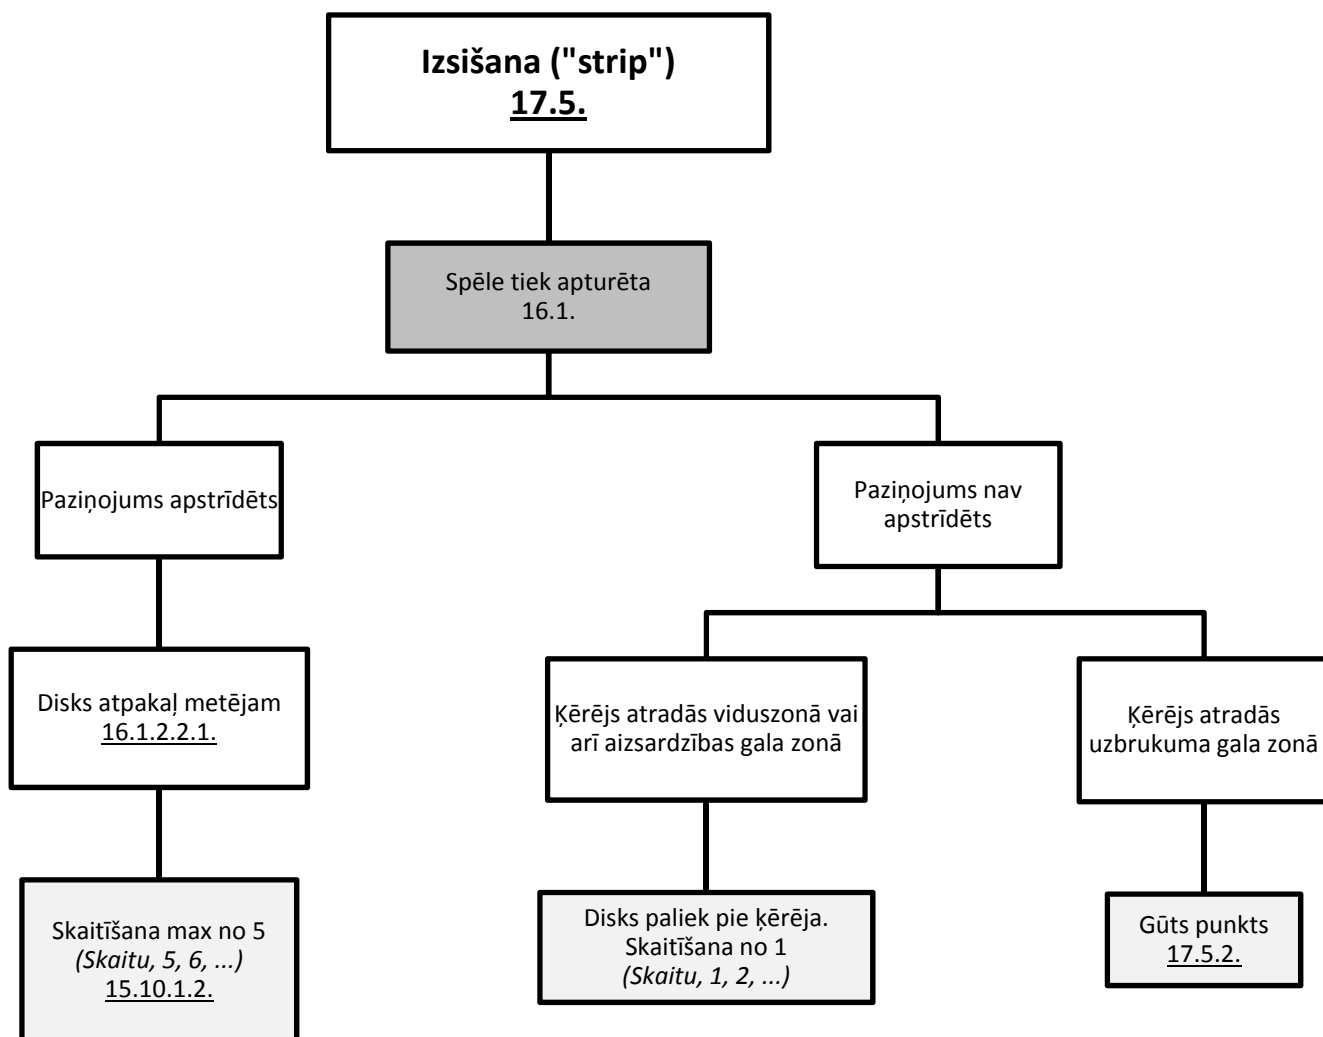 Izsišana ("strip")
17.5.
Spēle tiek apturēta
16.1.
Paziņojums apstrīdēts
Paziņojums nav
apstrīdēts
Disks atpakaļ metējam
16.1.2.2.1.
Ķērējs atradās viduszonā vai
arī aizsardzības gala zonā
Ķērējs atradās
uzbrukuma gala zonā
Skaitīšana max no 5
(Skaitu, 5, 6, ...)
15.10.1.2.
Disks paliek pie ķērēja.
Skaitīšana no 1
(Skaitu, 1, 2, ...)
Gūts punkts
17.5.2.